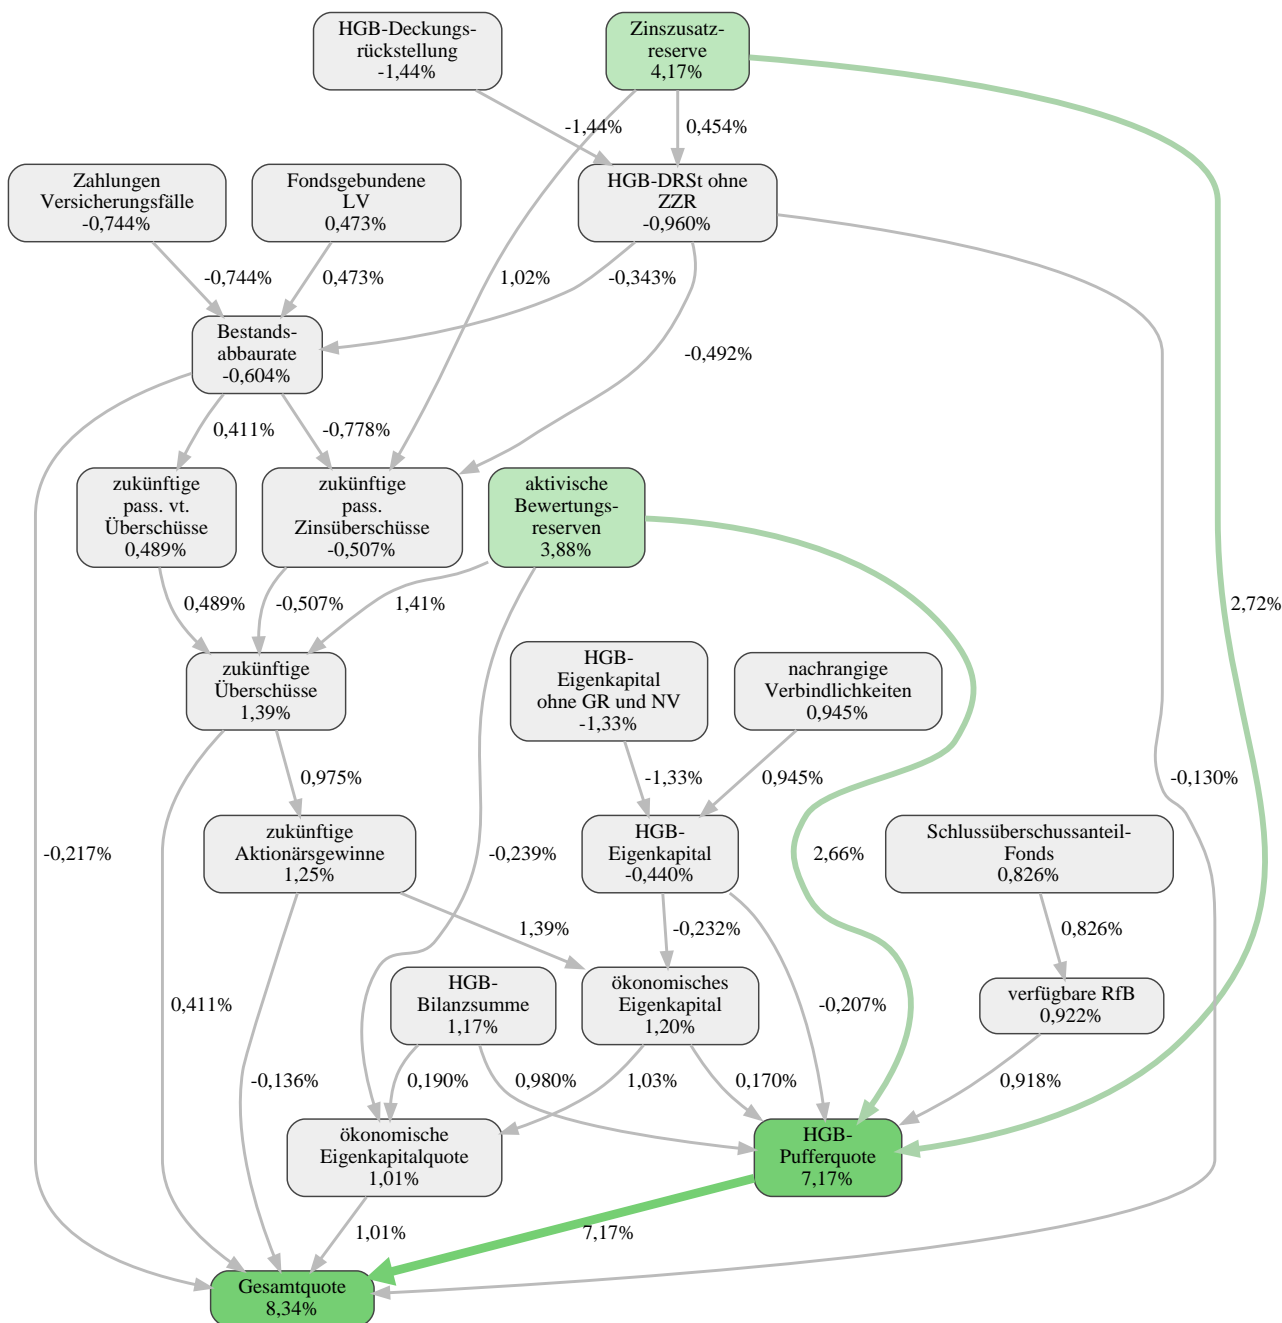 HGB-Deckungs-
rückstellung
-1,44%
Zinszusatz-
reserve
4,17%
-1,44%
0,454%
Zahlungen
Versicherungsfälle
-0,744%
Fondsgebundene
LV
0,473%
HGB-DRSt ohne
ZZR
-0,960%
-0,744%
0,473%
-0,343%
1,02%
Bestands-
abbaurate
-0,604%
-0,492%
0,411%
-0,778%
zukünftige
pass. vt.
Überschüsse
0,489%
zukünftige
pass.
Zinsüberschüsse
-0,507%
aktivische
Bewertungs-
reserven
3,88%
0,489%
-0,507%
1,41%
2,72%
zukünftige
Überschüsse
1,39%
HGB-
Eigenkapital
ohne GR und NV
-1,33%
nachrangige
Verbindlichkeiten
0,945%
0,975%
-1,33%
0,945%
-0,130%
-0,217%
zukünftige
Aktionärsgewinne
1,25%
-0,239%
HGB-
Eigenkapital
-0,440%
2,66%
Schlussüberschussanteil-
Fonds
0,826%
1,39%
-0,232%
0,826%
0,411%
HGB-
Bilanzsumme
1,17%
ökonomisches
Eigenkapital
1,20%
-0,207%
verfügbare RfB
0,922%
-0,136%
0,190%
0,980%
1,03%
0,170%
0,918%
ökonomische
Eigenkapitalquote
1,01%
HGB-
Pufferquote
7,17%
1,01%
7,17%
Gesamtquote
8,34%